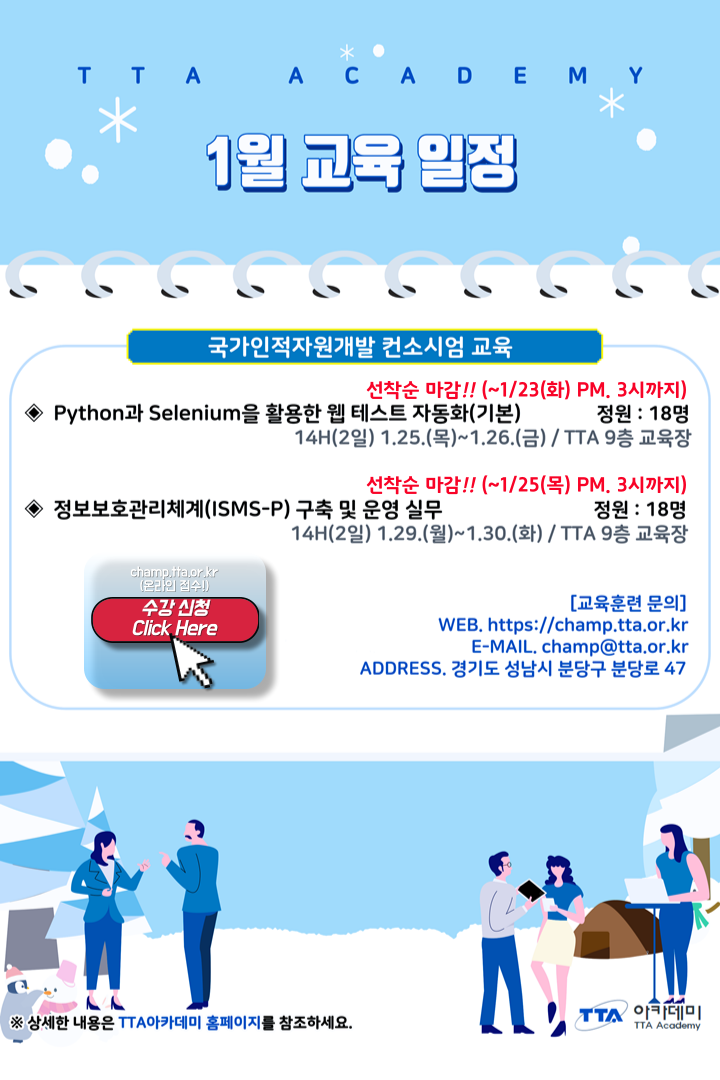 TTA ACADEMY
1월 교육 일정
국가인적자원개발 컨소시엄 교육
선착순 마감!! (~1/23(화) PM. 3시까지)
◈ Python과 Selenium을 활용한 웹 테스트 자동화(기본) 정원 : 18명
14H(2일) 1.25.(목)~1.26.(금) / TTA 9층 교육장
선착순 마감!! (~1/25(목) PM. 3시까지)
◈ 정보보호관리체계(ISMS-P) 구축 및 운영 실무 정원 : 18명
14H(2일) 1.29.(월)~1.30.(화) / TTA 9층 교육장
champ.tta.or.kr
(온라인 접수!)
수강 신청
Click Here
[교육훈련 문의]
WEB. https://champ.tta.or.kr
E-MAIL. champ@tta.or.kr
ADDRESS. 경기도 성남시 분당구 분당로 47
※ 상세한 내용은 TTA아카데미 홈페이지를 참조하세요.
TTA 아카데미
TTA Academy